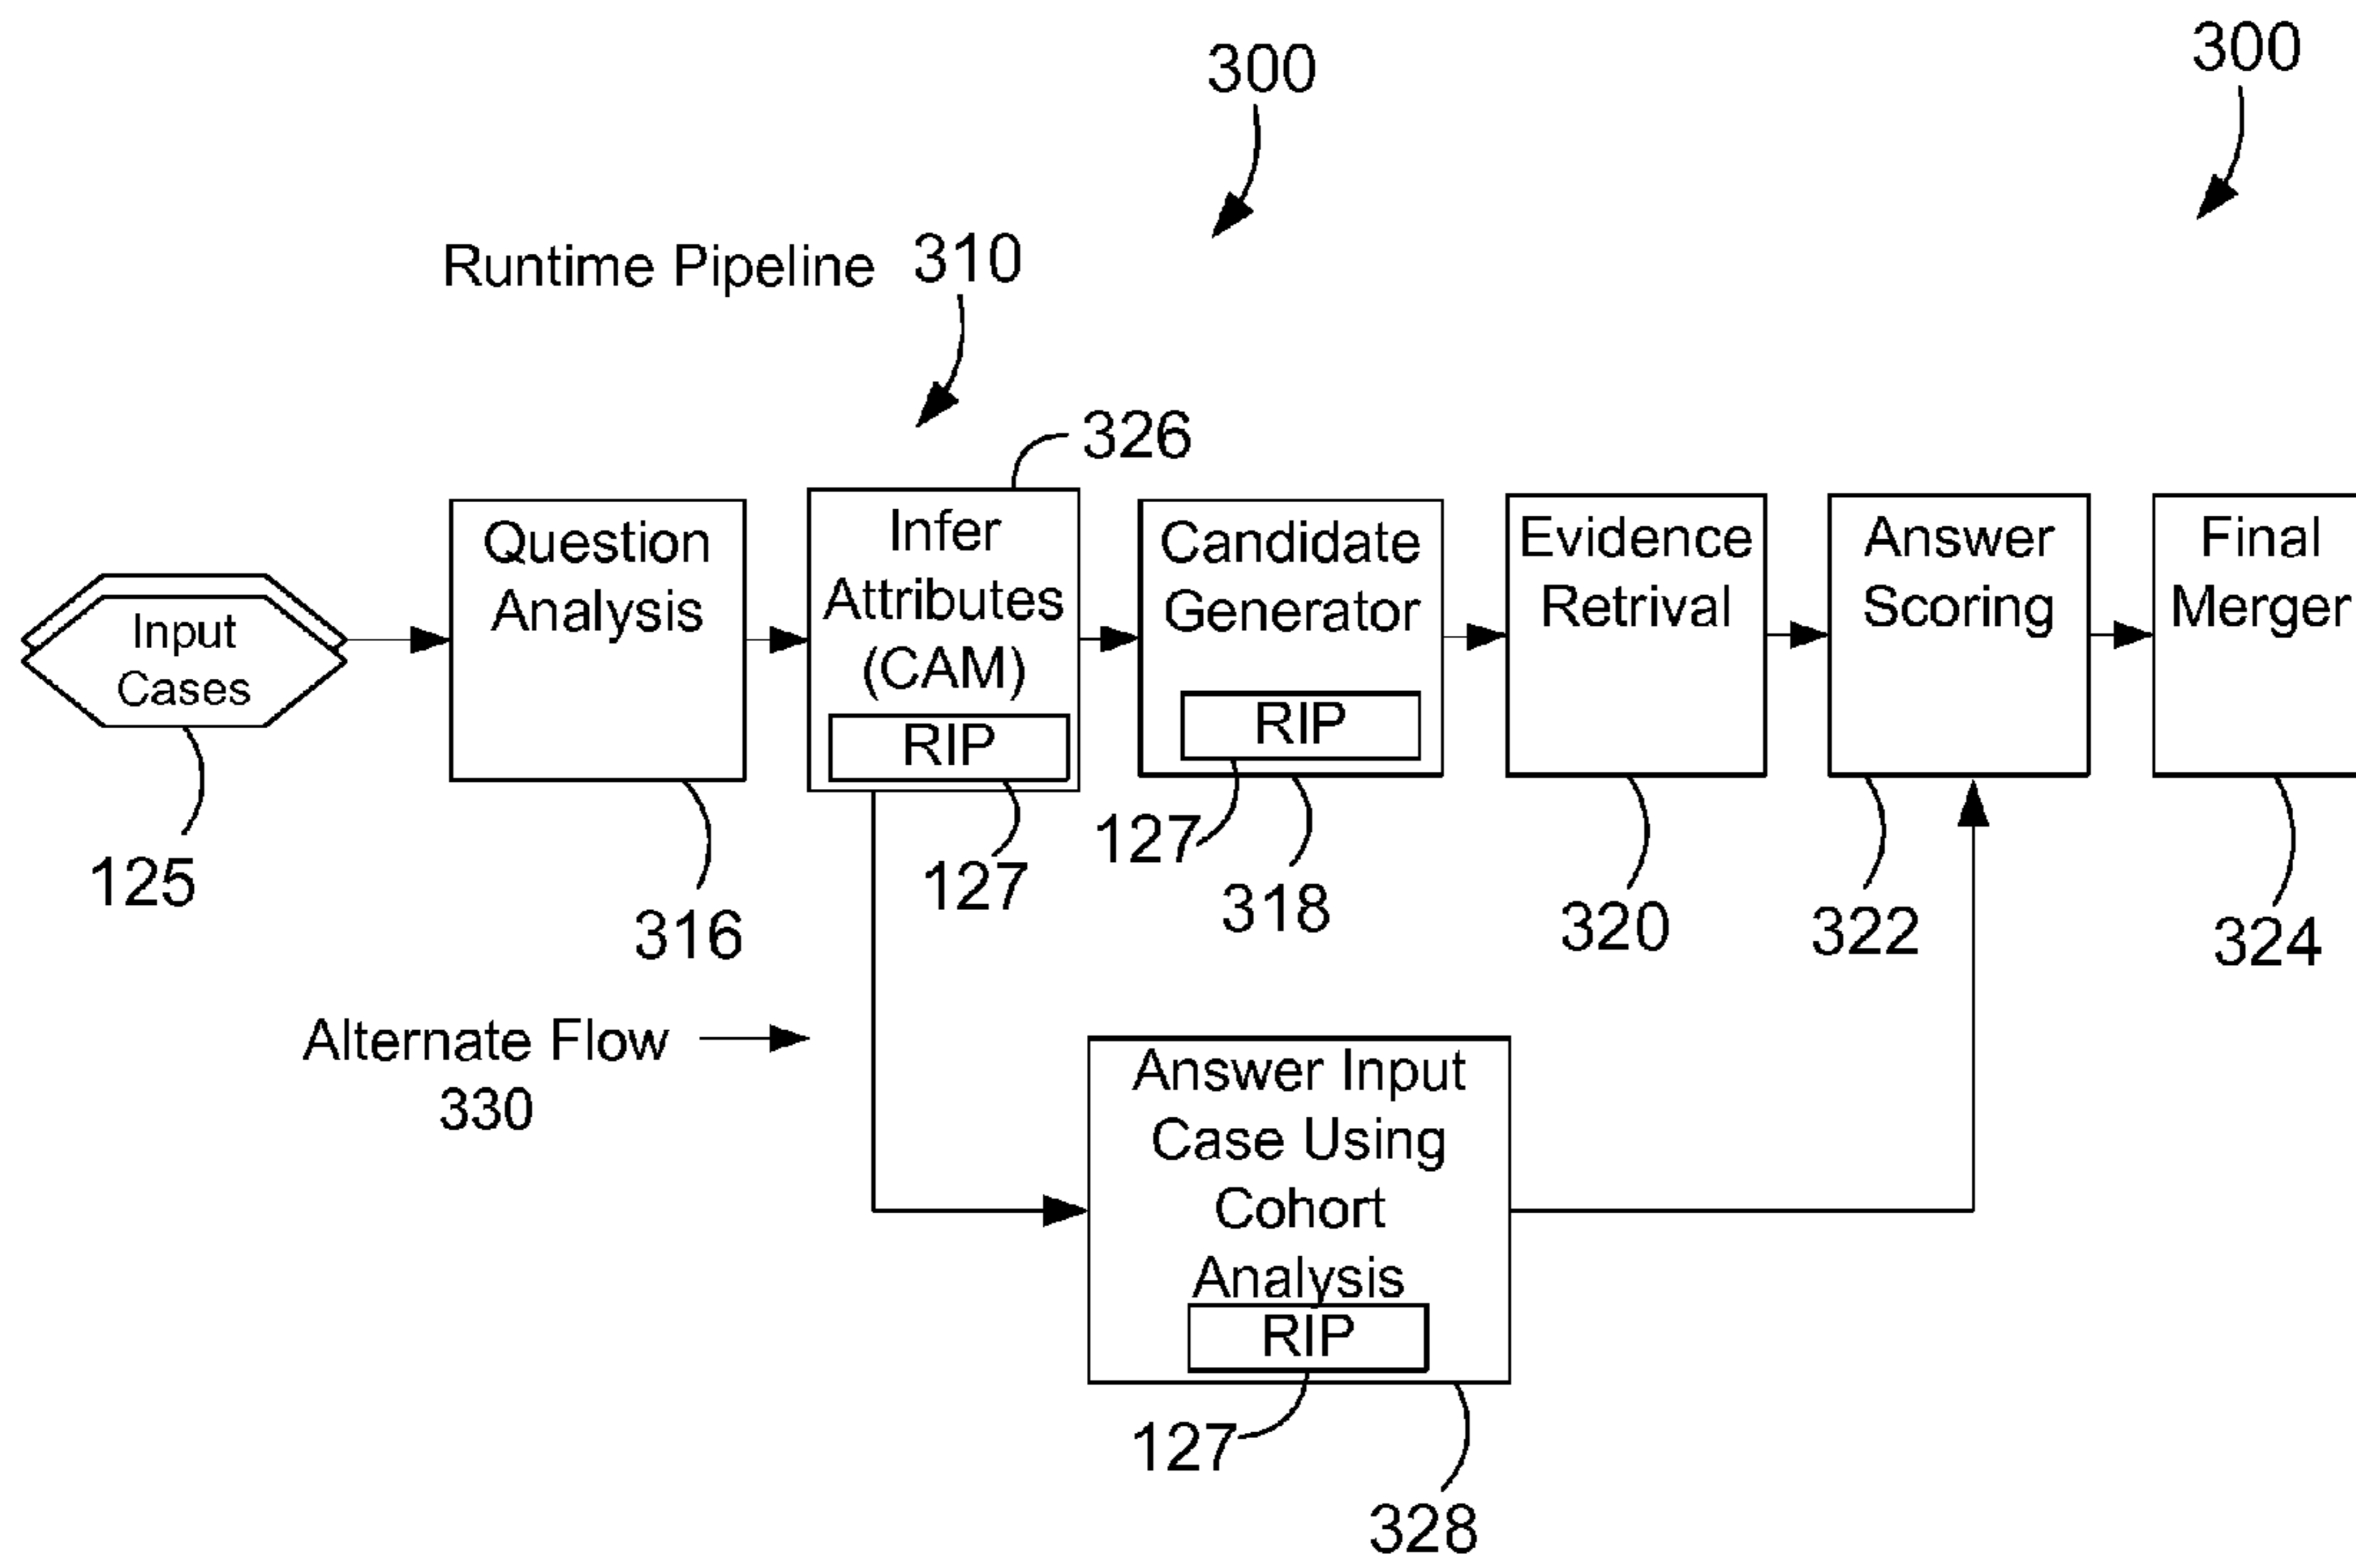 300
300
Runtime Pipeline 310
326
Input
Cases
125
Question
Analysis
316
Infer
Attributes
(CAM)
RIP
127
Candidate
Generator
RIP
127
318
Evidence
Retrival
320
Answer
Scoring
322
Final
Merger
324
Alternate Flow
330
Answer Input
Case Using
Cohort
Analysis
RIP
127
328